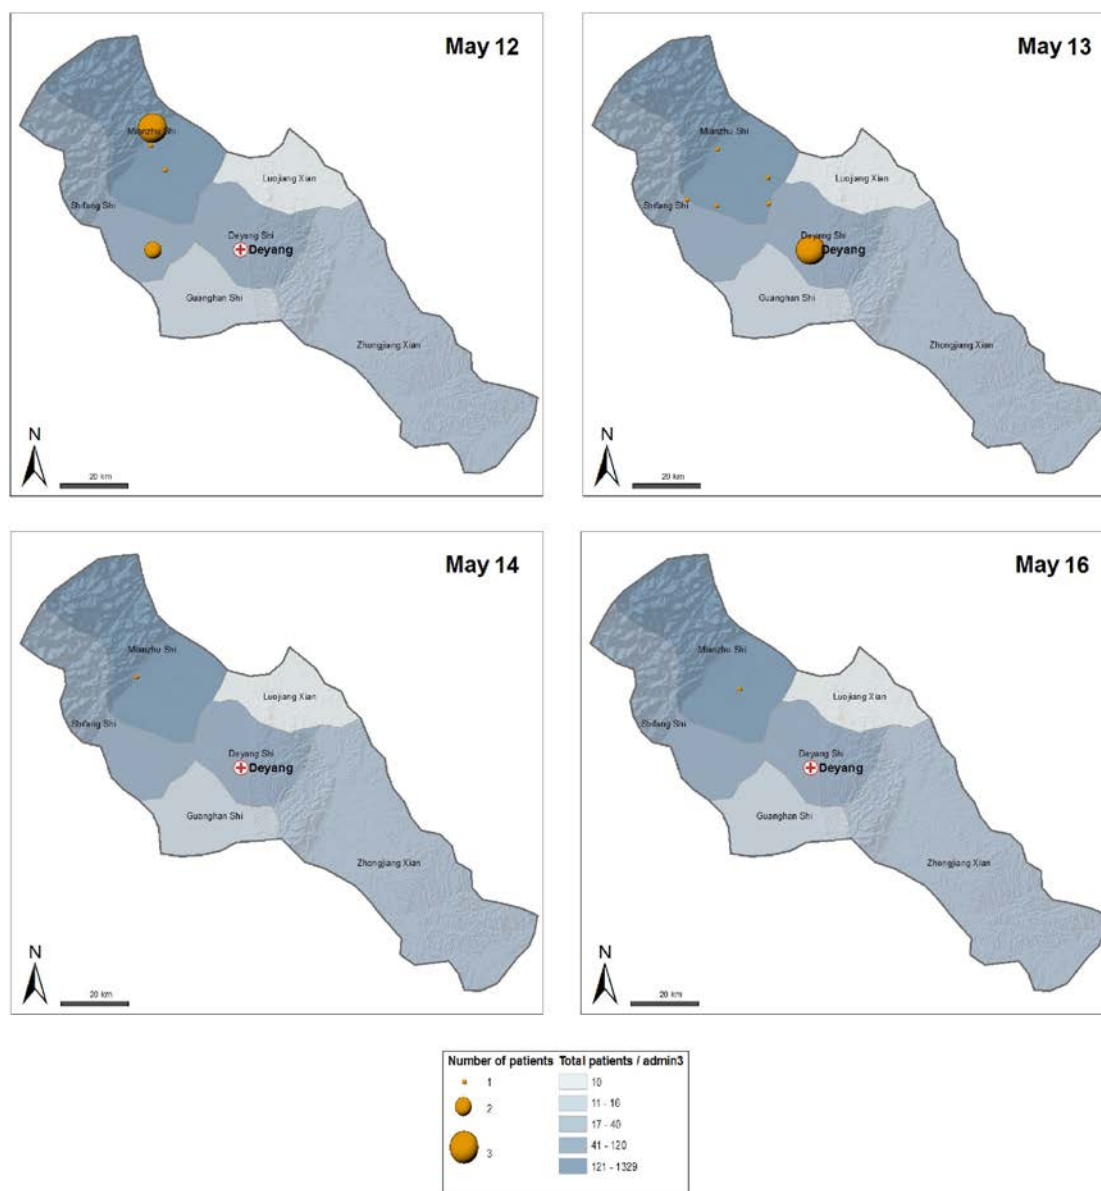 May 12
Mianzhu Shi
Luojiang Xian
Shifang Shi
Deyang Shi
Deyang
Guanghan Shi
Zhongjiang Xian
N
20 km
May 13
Mianzhu Shi
Luojiang Xian
Shifang Shi
Deyang Shi
Deyang
Guanghan Shi
Zhongjiang Xian
N
20 km
May 14
Mianzhu Shi
Luojiang Xian
Shifang Shi
Deyang Shi
Deyang
Guanghan Shi
Zhongjiang Xian
N
20 km
May 16
Mianzhu Shi
Luojiang Xian
Shifang Shi
Deyang Shi
Deyang
Guanghan Shi
Zhongjiang Xian
N
20 km
Number of patients Total patients / admin3
1 10
2 11 - 16
17 - 40
3 41 - 120
121 - 1329